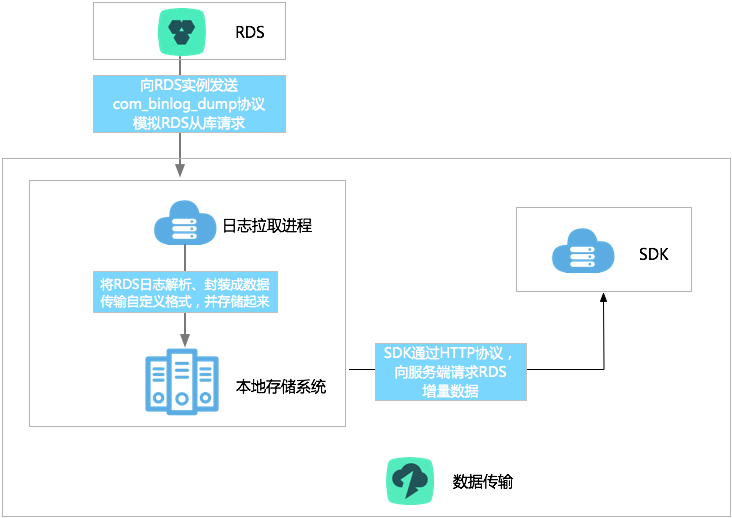 RDS
向RDS实例发送
com_binlog_dump协议
模拟RDS从库请求
日志拉取进程
将RDS日志解析、封装成数据
传输自定义格式，并存储起来
本地存储系统
SDK
SDK通过HTTP协议，
向服务端请求RDS
增量数据
数据传输